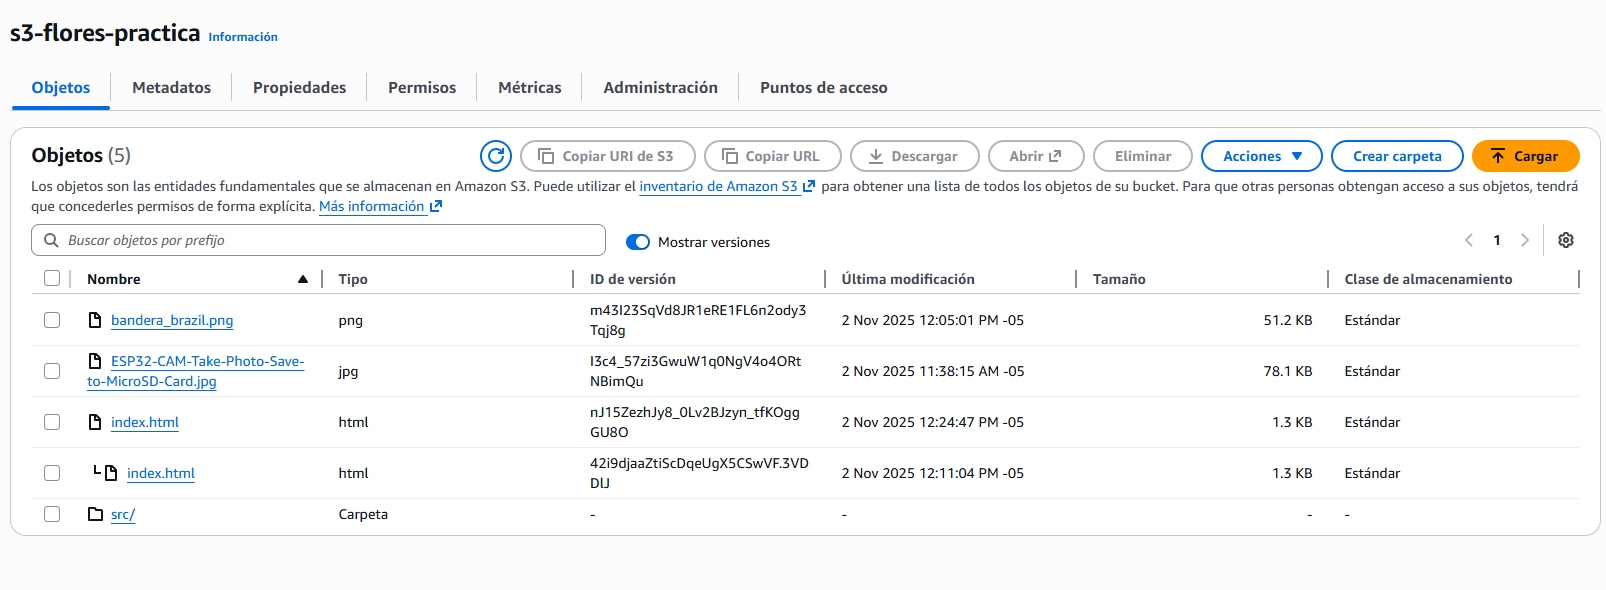 s3-flores-practica Información
Objetos Metadatos Propiedades Permisos Métricas Administración Puntos de acceso
Objetos (5) Copiar URI de S3 Copiar URL Descargar Abrir Eliminar Acciones Crear carpeta Cargar
Los objetos son las entidades fundamentales que se almacenan en Amazon S3. Puede utilizar el inventario de Amazon S3 para obtener una lista de todos los objetos de su bucket. Para que otras personas obtengan acceso a sus objetos, tendrá
que concederles permisos de forma explícita. Más información
Buscar objetos por prefijo Mostrar versiones 1
Nombre Tipo ID de versión Última modificación Tamaño Clase de almacenamiento
bandera_brazil.png png m43I23SqVd8JR1eRE1FL6n2ody3 2 Nov 2025 12:05:01 PM -05 51.2 KB Estándar
Tqj8g
ESP32-CAM-Take-Photo-Save- jpg I3c4_57zi3GwuW1q0NgV4o4ORt 2 Nov 2025 11:38:15 AM -05 78.1 KB Estándar
to-MicroSD-Card.jpg NBimQu
index.html html nJ15ZezhJy8_0Lv2BJzyn_tfKOgg 2 Nov 2025 12:24:47 PM -05 1.3 KB Estándar
GU8O
index.html html 42i9djaaZtiScDqeUgX5CSwVF.3VD 2 Nov 2025 12:11:04 PM -05 1.3 KB Estándar
DlJ
src/ Carpeta - - - -